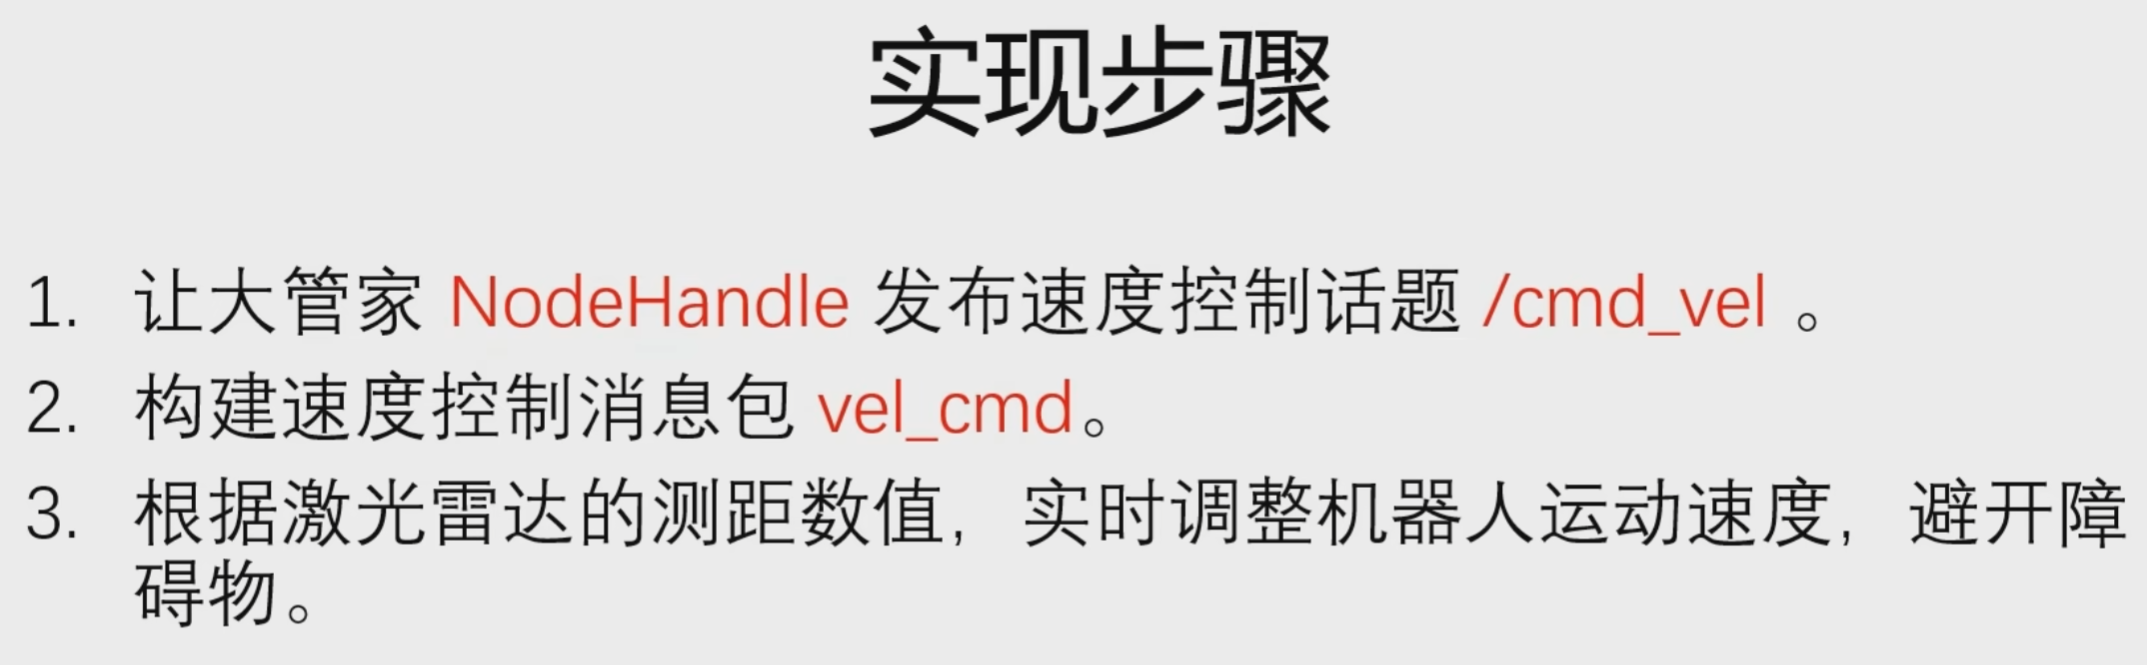 实现步骤
1. 让大管家 NodeHandle 发布速度控制话题 /cmd_vel 。
2. 构建速度控制消息包 vel_cmd。
3. 根据激光雷达的测距数值，实时调整机器人运动速度，避开障
碍物。